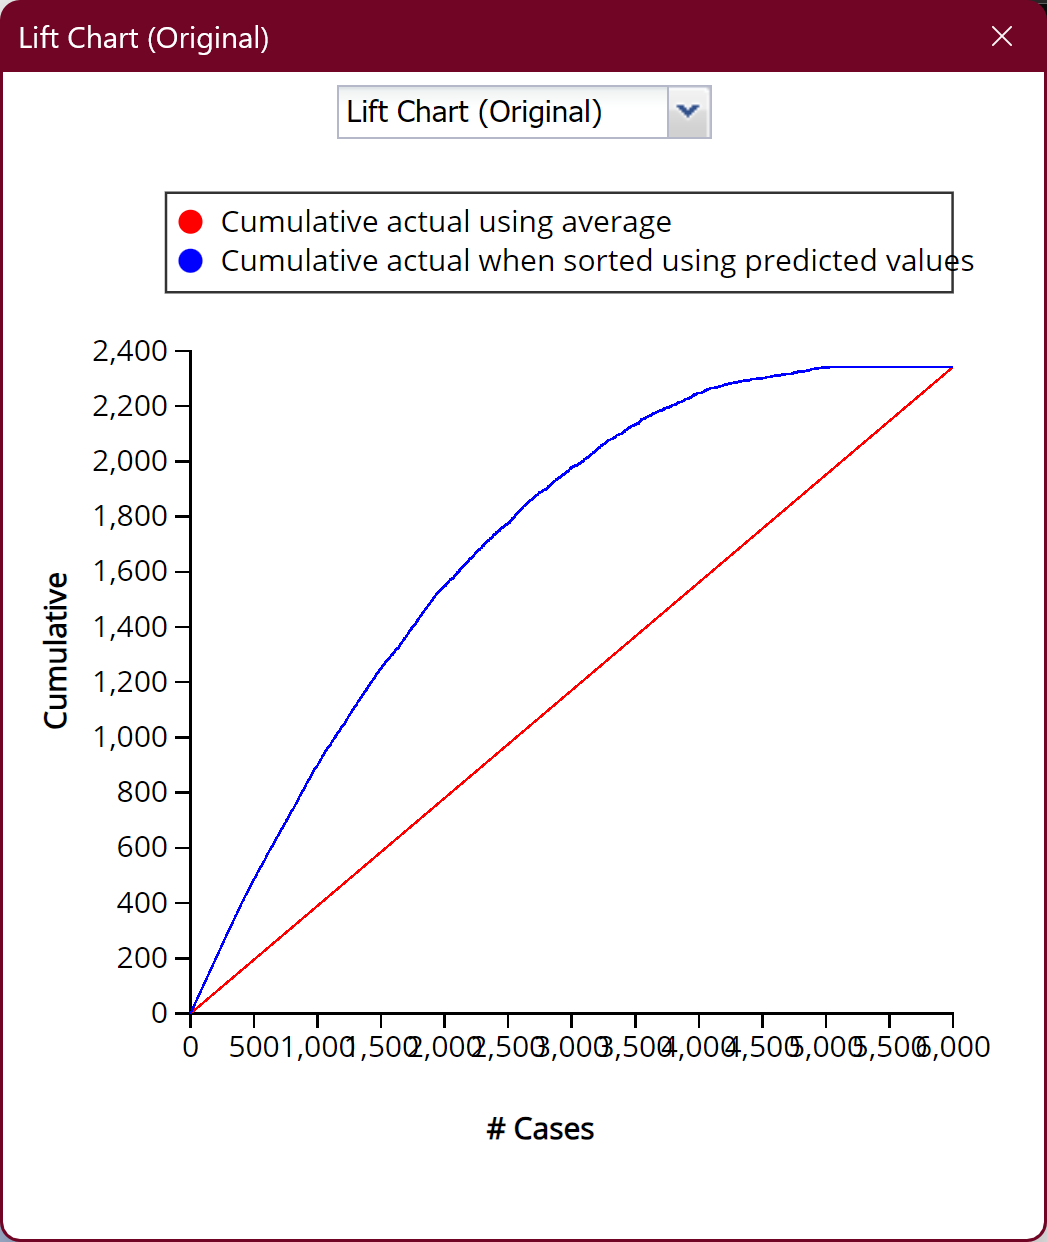 Lift Chart (Original)
Lift Chart (Original)
Cumulative actual using average
Cumulative actual when sorted using predicted values
2,400
2,200
2,000
1,800
1,600
1,400
1,200
1,000
800
600
400
200
0
Cumulative
0 500 1,000 1,500 2,000 2,500 3,000 3,500 4,000 4,500 5,000 5,500 6,000
# Cases